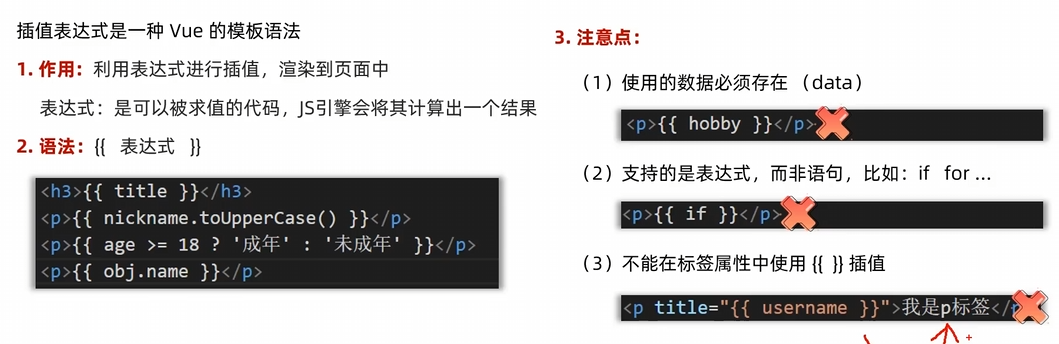 插值表达式是一种 Vue 的模板语法
1. 作用：利用表达式进行插值，渲染到页面中
表达式：是可以被求值的代码，JS引擎会将其计算出一个结果
2. 语法：{{ 表达式 }}
<h3>{{ title }}</h3>
<p>{{ nickname.toUpperCase() }}</p>
<p>{{ age >= 18 ? '成年' : '未成年' }}</p>
<p>{{ obj.name }}</p>
3. 注意点：
（1）使用的数据必须存在 （data）
<p>{{ hobby }}</p>
（2）支持的是表达式，而非语句，比如：if for ...
<p>{{ if }}</p>
（3）不能在标签属性中使用 {{ }} 插值
<p title="{{ username }}">我是p标签</